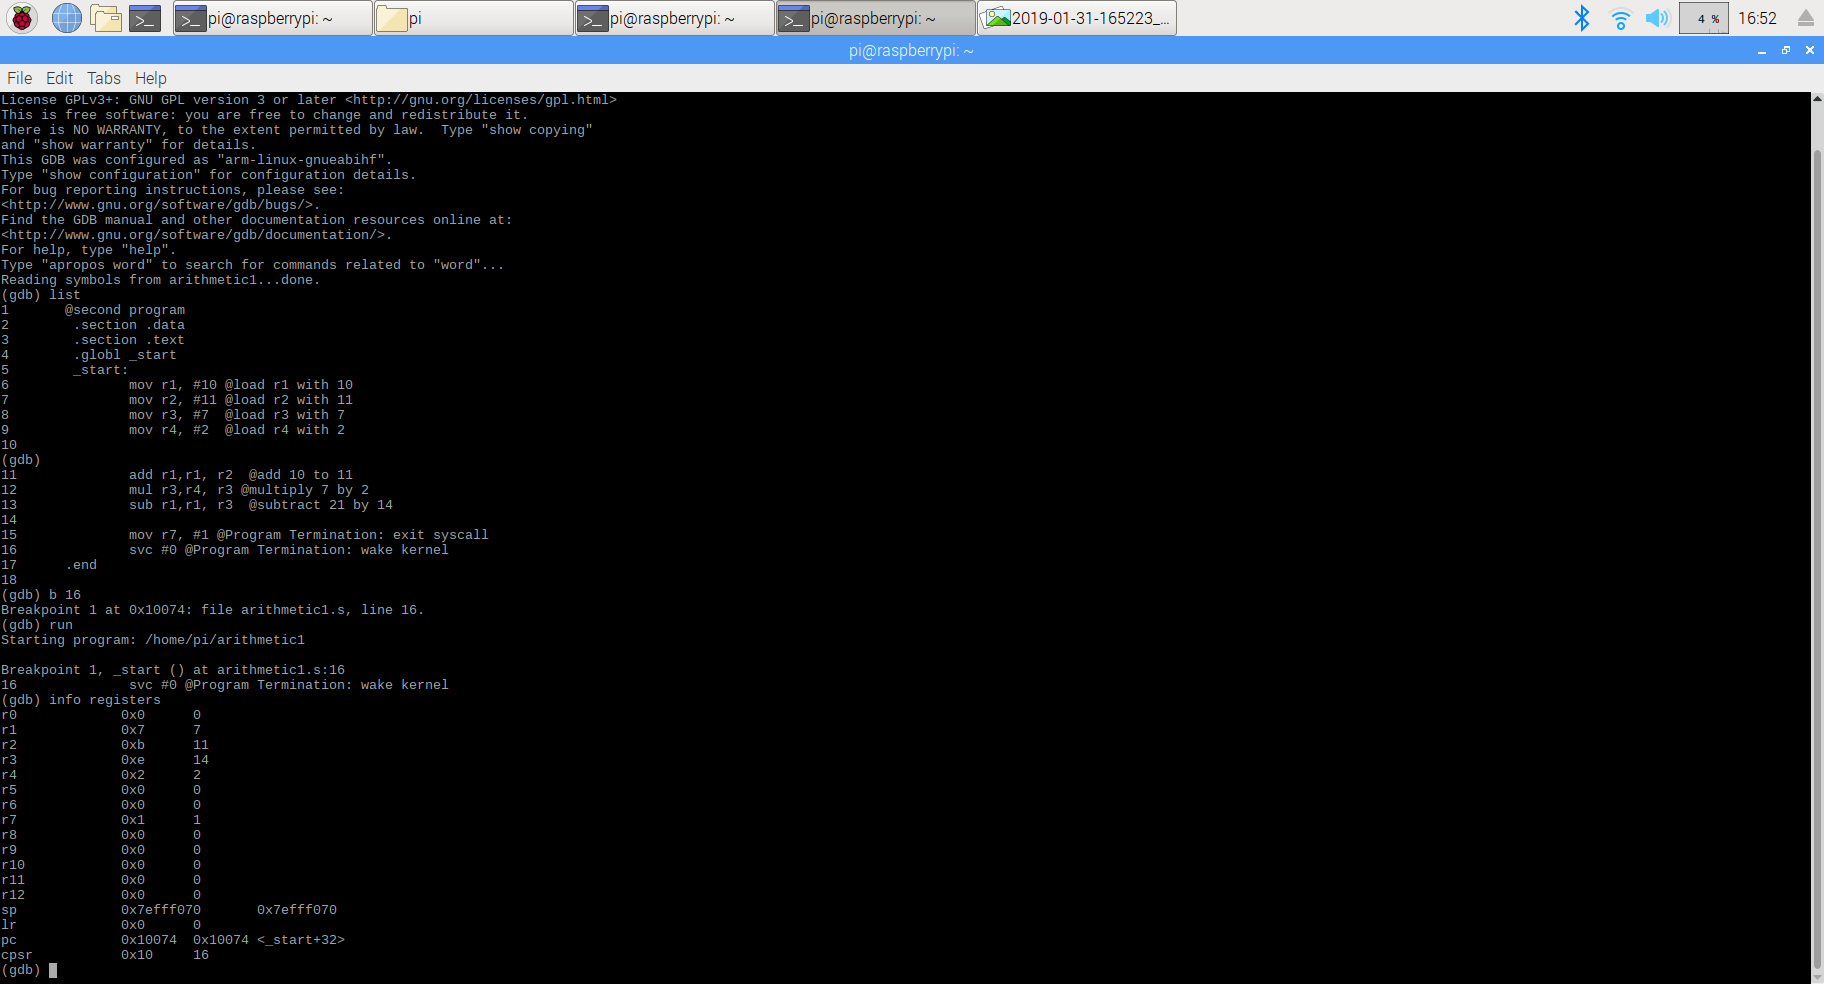 pi@raspberrypi: ~
pi
pi@raspberrypi: ~
pi@raspberrypi: ~
2019-01-31-165223_...
4 %
16:52
pi@raspberrypi: ~
File Edit Tabs Help
License GPLv3+: GNU GPL version 3 or later <http://gnu.org/licenses/gpl.html>
This is free software: you are free to change and redistribute it.
There is NO WARRANTY, to the extent permitted by law.  Type "show copying"
and "show warranty" for details.
This GDB was configured as "arm-linux-gnueabihf".
Type "show configuration" for configuration details.
For bug reporting instructions, please see:
<http://www.gnu.org/software/gdb/bugs/>.
Find the GDB manual and other documentation resources online at:
<http://www.gnu.org/software/gdb/documentation/>.
For help, type "help".
Type "apropos word" to search for commands related to "word"...
Reading symbols from arithmetic1...done.
(gdb) list
1       @second program
2        .section .data
3        .section .text
4        .globl _start
5        _start:
6               mov r1, #10 @load r1 with 10
7               mov r2, #11 @load r2 with 11
8               mov r3, #7  @load r3 with 7
9               mov r4, #2  @load r4 with 2
10
(gdb)
11              add r1,r1, r2  @add 10 to 11
12              mul r3,r4, r3 @multiply 7 by 2
13              sub r1,r1, r3  @subtract 21 by 14
14
15              mov r7, #1 @Program Termination: exit syscall
16              svc #0 @Program Termination: wake kernel
17      .end
18
(gdb) b 16
Breakpoint 1 at 0x10074: file arithmetic1.s, line 16.
(gdb) run
Starting program: /home/pi/arithmetic1
Breakpoint 1, _start () at arithmetic1.s:16
16              svc #0 @Program Termination: wake kernel
(gdb) info registers
r0             0x0      0
r1             0x7      7
r2             0xb      11
r3             0xe      14
r4             0x2      2
r5             0x0      0
r6             0x0      0
r7             0x1      1
r8             0x0      0
r9             0x0      0
r10            0x0      0
r11            0x0      0
r12            0x0      0
sp             0x7efff070       0x7efff070
lr             0x0      0
pc             0x10074  0x10074 <_start+32>
cpsr           0x10     16
(gdb)